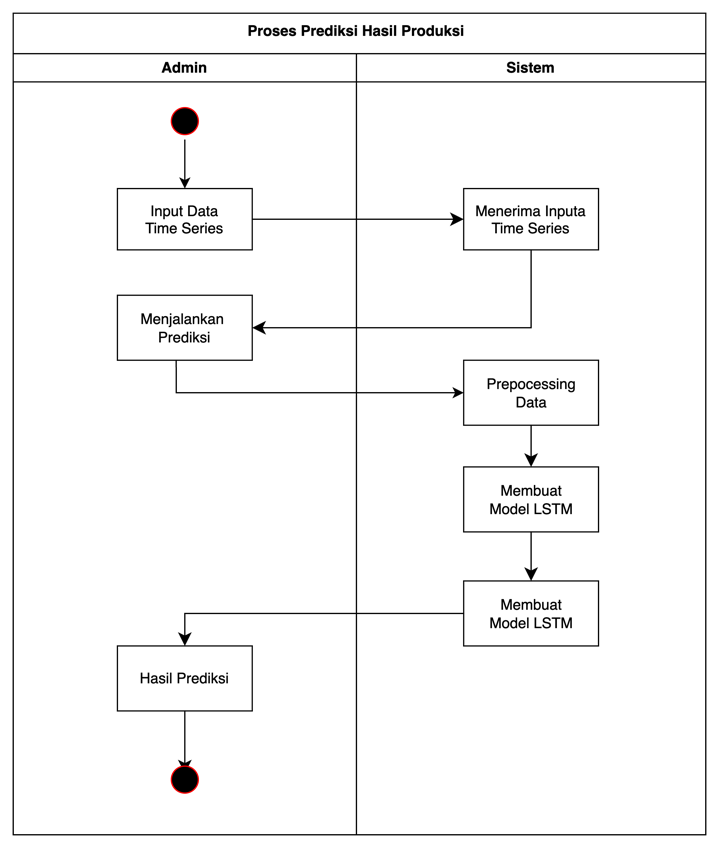 Proses Prediksi Hasil Produksi
Admin
Sistem
Input Data
Time Series
Menerima Inputa
Time Series
Menjalankan
Prediksi
Prepocessing
Data
Membuat
Model LSTM
Membuat
Model LSTM
Hasil Prediksi